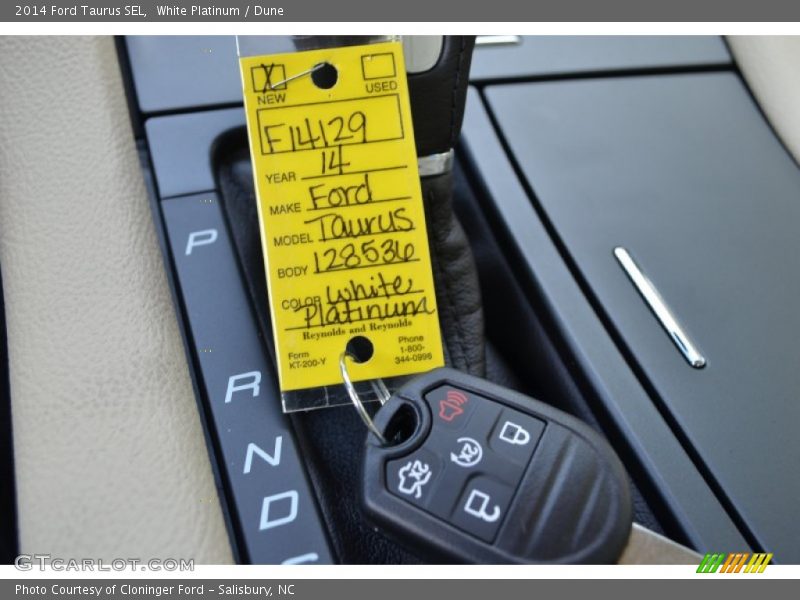 2014 Ford Taurus SEL, White Platinum / Dune
X
NEW
USED
F14129
YEAR 14
MAKE Ford
MODEL Taurus
BODY 128536
COLOR White
Platinum
Reynolds and Reynolds
Form
KT-200-Y
Phone
1-800-
344-0996
P
R
N
D
GTCarLot.com
Photo Courtesy of Cloninger Ford - Salisbury, NC